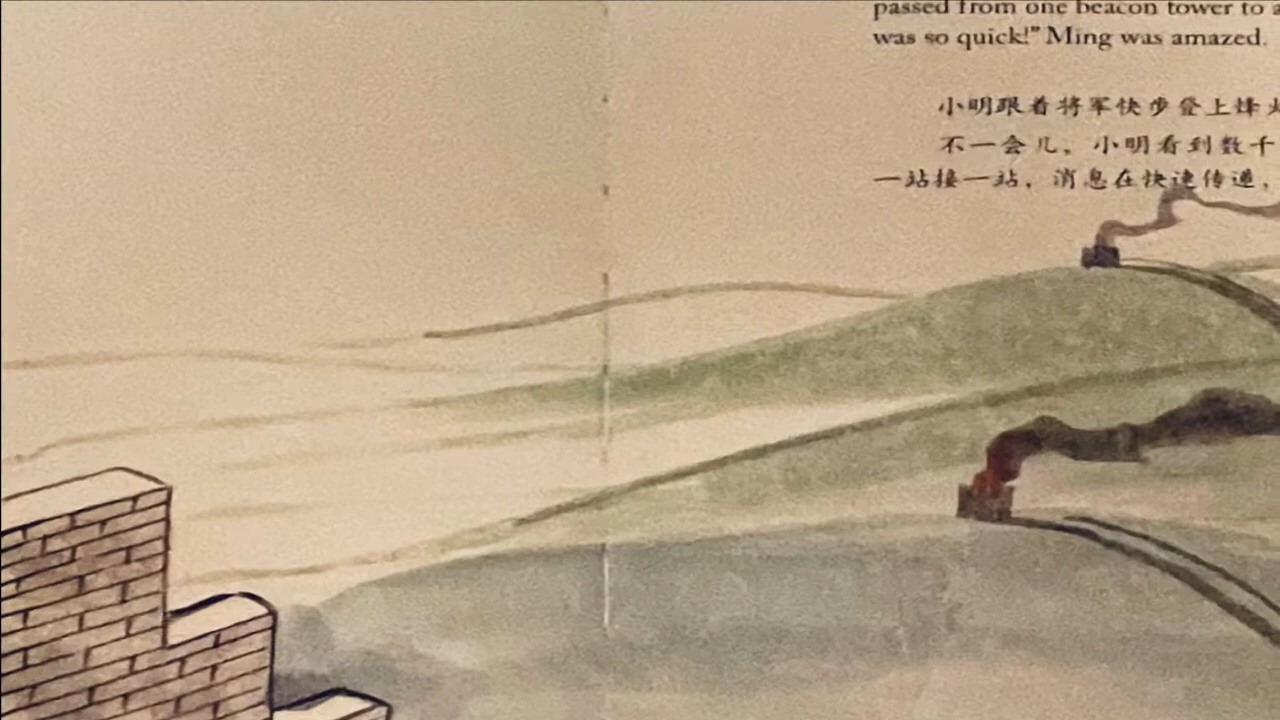 passed from one beacon tower to a
was so quick!" Ming was amazed.
小明跟着将军快步登上烽火
不一会儿，小明看到数千
一站接一站，消息在快速传递，